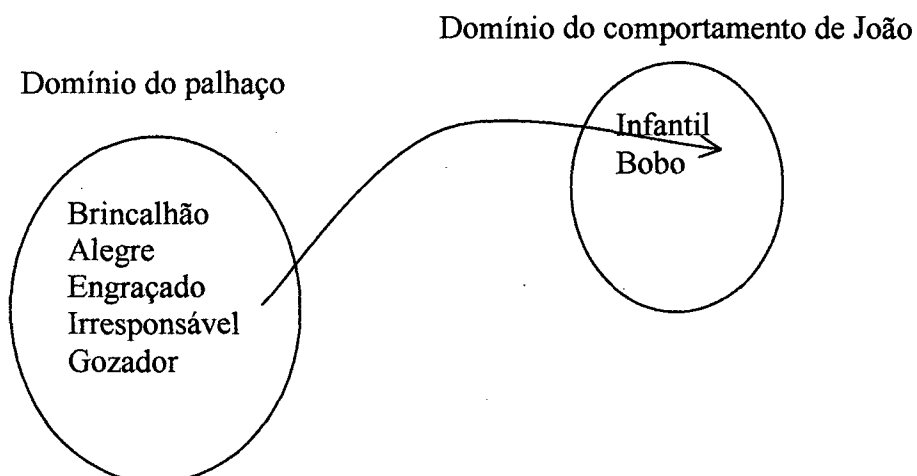 Domínio do comportamento de João
Domínio do palhaço
Infantil
Bobo
Brincalhão
Alegre
Engraçado
Irresponsável
Gozador